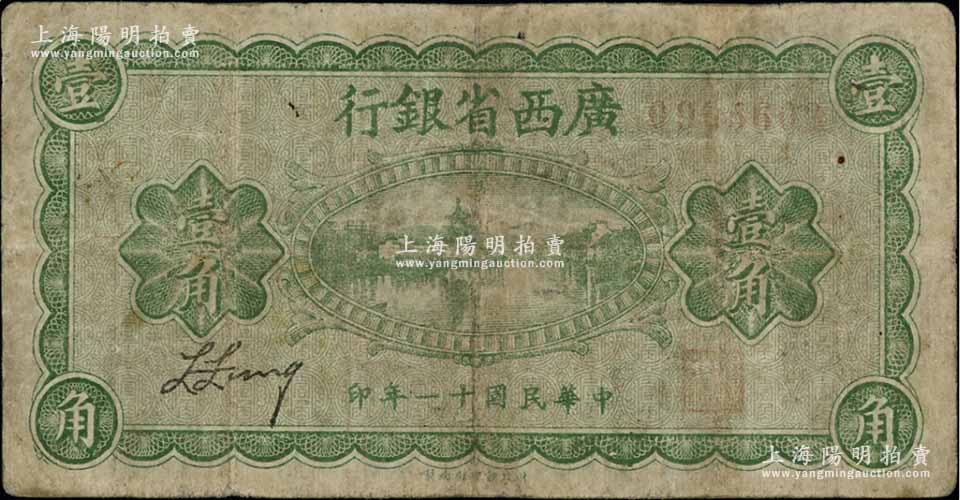 上海陽明拍賣
www.yangmingauction.com
壹
壹
廣西省銀行
壹角
壹角
上海陽明拍賣
www.yangmingauction.com
L Lung
中華民國十一年印
角
角
上海陽明拍賣
www.yangmingauction.com